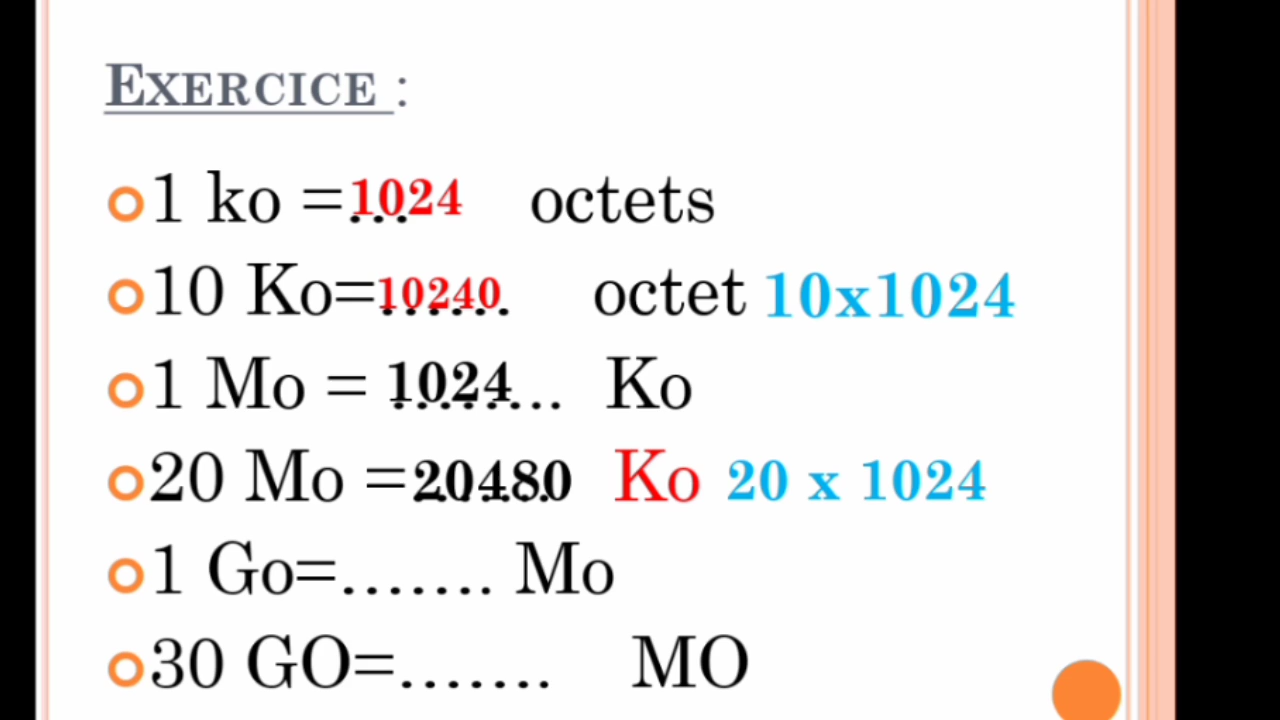 EXERCICE :
1 ko =...1024 octets
10 Ko=......10240 octet 10x1024
1 Mo = ........1024 Ko
20 Mo =......20480 Ko 20 x 1024
1 Go=....... Mo
30 GO=....... MO